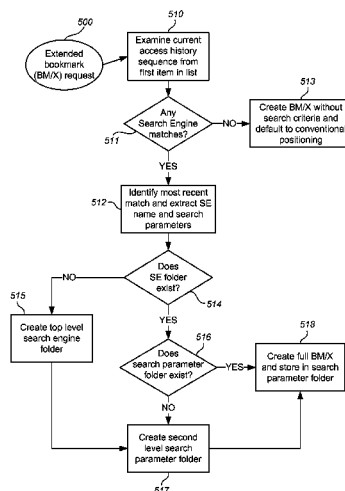 500
Extended
bookmark
(BM/X) request
510
Examine current
access history
sequence from
first item in list
Any
Search Engine
matches?
511
NO
513
Create BM/X without
search criteria and
default to conventional
positioning
YES
512
Identify most recent
match and extract SE
name and search
parameters
Does
SE folder
exist?
514
NO
515
Create top level
search engine
folder
YES
516
Does
search parameter
folder exist?
YES
518
Create full BM/X
and store in search
parameter folder
NO
Create second
level search
parameter folder
517